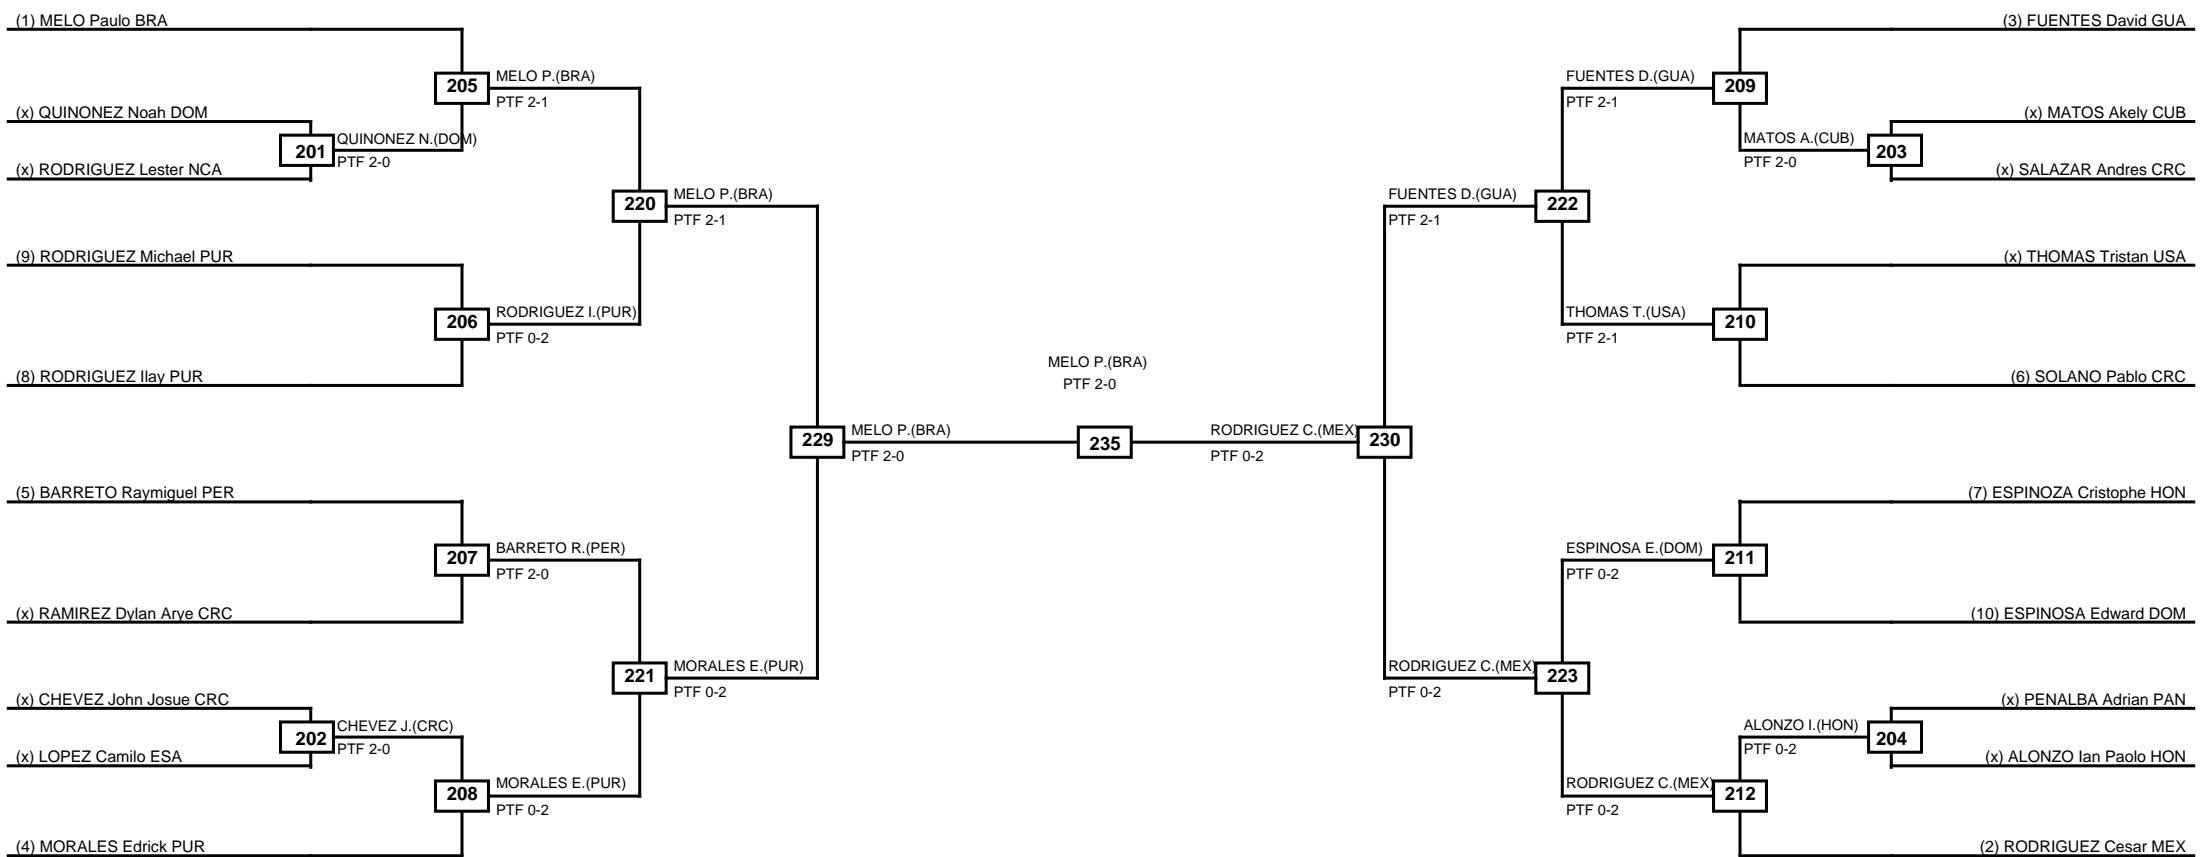 (1) MELO Paulo BRA
(x) QUINONEZ Noah DOM
(x) RODRIGUEZ Lester NCA
(9) RODRIGUEZ Michael PUR
(8) RODRIGUEZ Ilay PUR
(5) BARRETO Raymiguel PER
(x) RAMIREZ Dylan Arye CRC
(x) CHEVEZ John Josue CRC
(x) LOPEZ Camilo ESA
(4) MORALES Edrick PUR
201
QUINONEZ N.(DOM)
PTF 2-0
202
CHEVEZ J.(CRC)
PTF 2-0
205
MELO P.(BRA)
PTF 2-1
206
RODRIGUEZ I.(PUR)
PTF 0-2
207
BARRETO R.(PER)
PTF 2-0
208
MORALES E.(PUR)
PTF 0-2
220
MELO P.(BRA)
PTF 2-1
221
MORALES E.(PUR)
PTF 0-2
229
MELO P.(BRA)
PTF 2-0
MELO P.(BRA)
PTF 2-0
235
RODRIGUEZ C.(MEX)
PTF 0-2
230
FUENTES D.(GUA)
PTF 2-1
222
RODRIGUEZ C.(MEX)
PTF 0-2
223
FUENTES D.(GUA)
PTF 2-1
209
THOMAS T.(USA)
PTF 2-1
210
ESPINOSA E.(DOM)
PTF 0-2
211
RODRIGUEZ C.(MEX)
PTF 0-2
212
MATOS A.(CUB)
PTF 2-0
203
ALONZO I.(HON)
PTF 0-2
204
(3) FUENTES David GUA
(x) MATOS Akely CUB
(x) SALAZAR Andres CRC
(x) THOMAS Tristan USA
(6) SOLANO Pablo CRC
(7) ESPINOZA Cristophe HON
(10) ESPINOSA Edward DOM
(x) PENALBA Adrian PAN
(x) ALONZO Ian Paolo HON
(2) RODRIGUEZ Cesar MEX